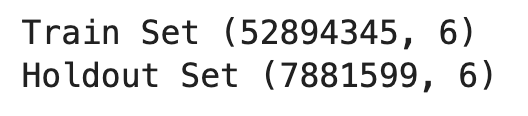 Train Set (52894345, 6)
Holdout Set (7881599, 6)